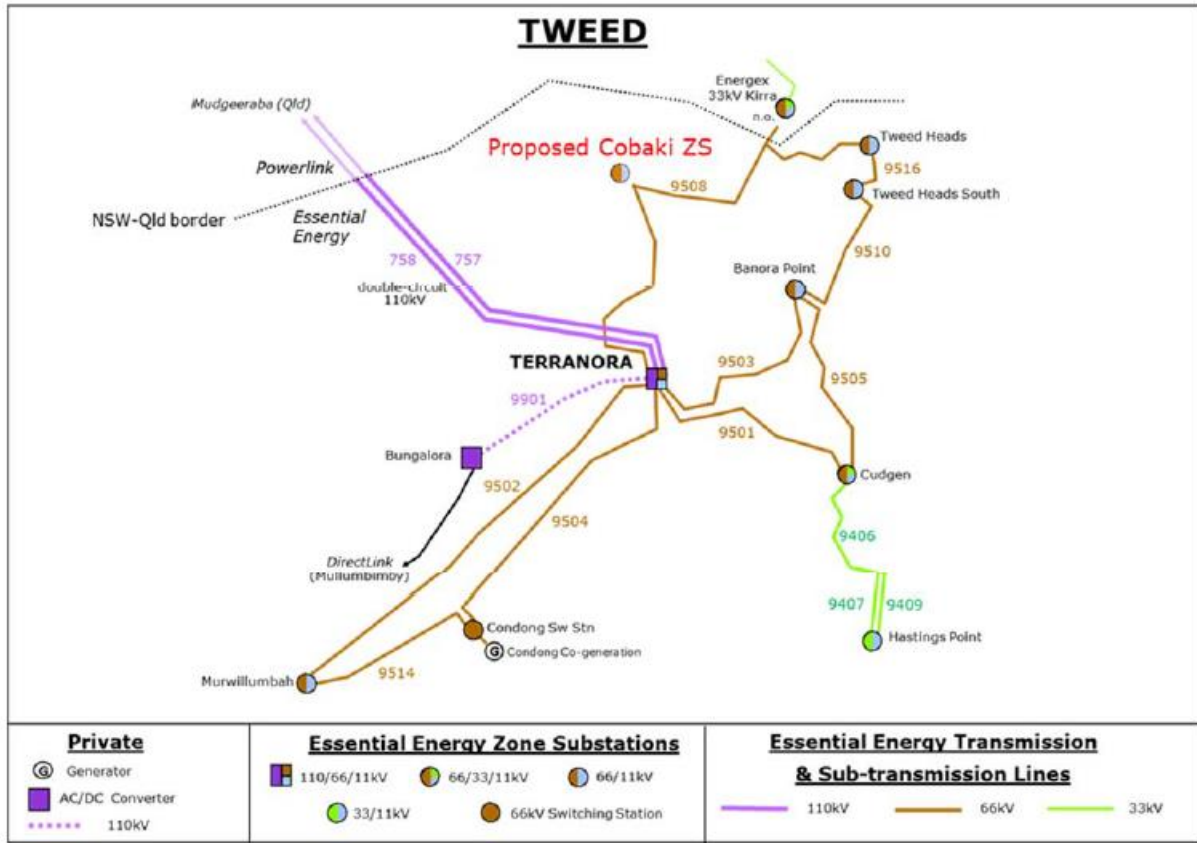 TWEED
Mudgeeraba (Qld)
Energex
33kV Kirra
n.o.
Tweed Heads
Proposed Cobaki ZS
9516
Powerlink
9508
Tweed Heads South
NSW-Qld border
Essential
Energy
9510
758
757
Banora Point
double-circuit
110kV
TERRANORA
9503
9505
9901
9501
Bungalora
9502
Cudgen
9504
9406
DirectLink
(Mullumbimby)
9407
9409
Condong Sw Stn
Hastings Point
G
Condong Co-generation
Murwillumbah
9514
Private
G
Generator
AC/DC Converter
110kV
Essential Energy Zone Substations
110/66/11kV
66/33/11kV
66/11kV
33/11kV
66kV Switching Station
Essential Energy Transmission
& Sub-transmission Lines
110kV
66kV
33kV